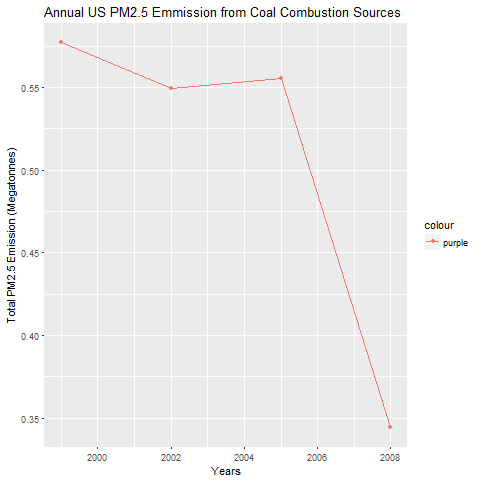 Annual US PM2.5 Emmission from Coal Combustion Sources
Total PM2.5 Emission (Megatonnes)
0.55
0.50
0.45
0.40
0.35
2000
2002
2004
2006
2008
Years
colour
purple